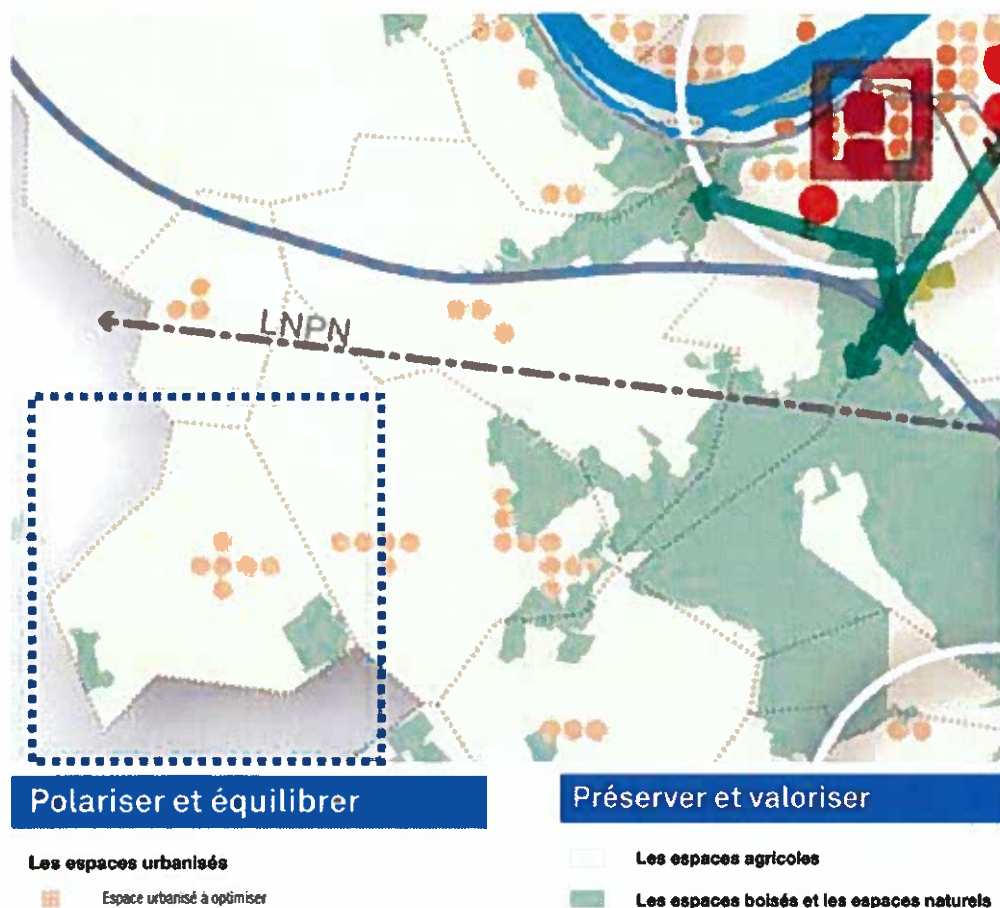 LNPN
Polariser et équilibrer
Les espaces urbanisés
Espace urbanisé à optimiser
Préserver et valoriser
Les espaces agricoles
Les espaces boisés et les espaces naturels